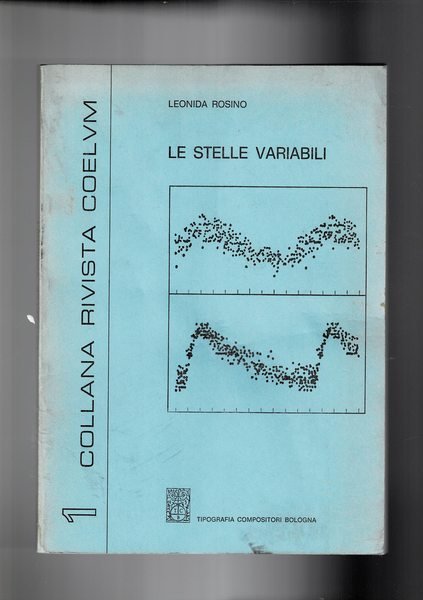 LEONIDA ROSINO
LE STELLE VARIABILI
1 COLLANA RIVISTA COELVM
TIPOGRAFIA COMPOSITORI BOLOGNA